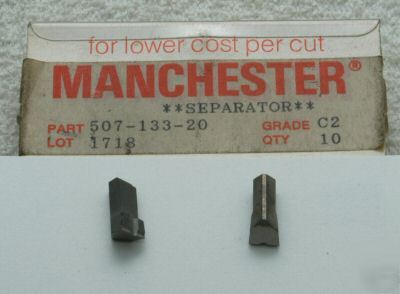 for lower cost per cut
MANCHESTER®
**SEPARATOR**
PART 507-133-20 GRADE C2
LOT 1718 QTY 10